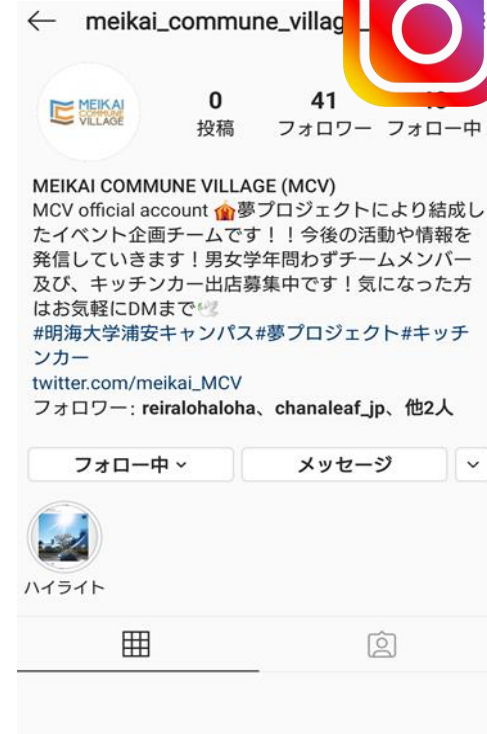 meikai_commune_villag
MEIKAI
COMMUNE
VILLAGE
0
41
投稿
フォロワー
フォロー中
MEIKAI COMMUNE VILLAGE (MCV)
MCV official account 🎪夢プロジェクトにより結成し
たイベント企画チームです！！今後の活動や情報を
発信していきます！男女学年問わずチームメンバー
及び、キッチンカー出店募集中です！気になった方
はお気軽にDMまで🕊
#明海大学浦安キャンパス#夢プロジェクト#キッチ
ンカー
twitter.com/meikai_MCV
フォロワー: reiralohaloha、chanaleaf_jp、他2人
フォロー中
メッセージ
ハイライト